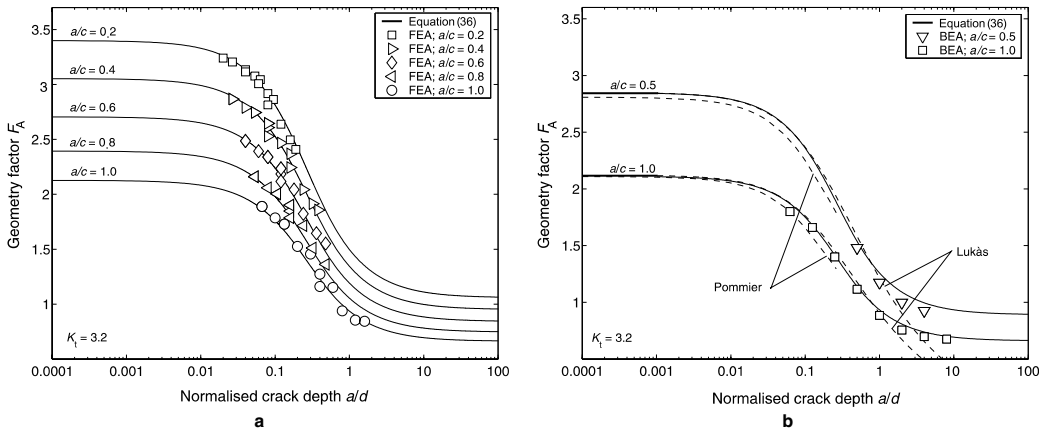 3.5
3
2.5
2
1.5
1
Geometry factor F_A
a/c = 0.2
a/c = 0.4
a/c = 0.6
a/c = 0.8
a/c = 1.0
K_t = 3.2
Equation (36)
FEA; a/c = 0.2
FEA; a/c = 0.4
FEA; a/c = 0.6
FEA; a/c = 0.8
FEA; a/c = 1.0
0.0001 0.001 0.01 0.1 1 10 100
Normalised crack depth a/d
a
3.5
3
2.5
2
1.5
1
Geometry factor F_A
a/c = 0.5
a/c = 1.0
Pommier
Lukàs
K_t = 3.2
Equation (36)
BEA; a/c = 0.5
BEA; a/c = 1.0
0.0001 0.001 0.01 0.1 1 10 100
Normalised crack depth a/d
b